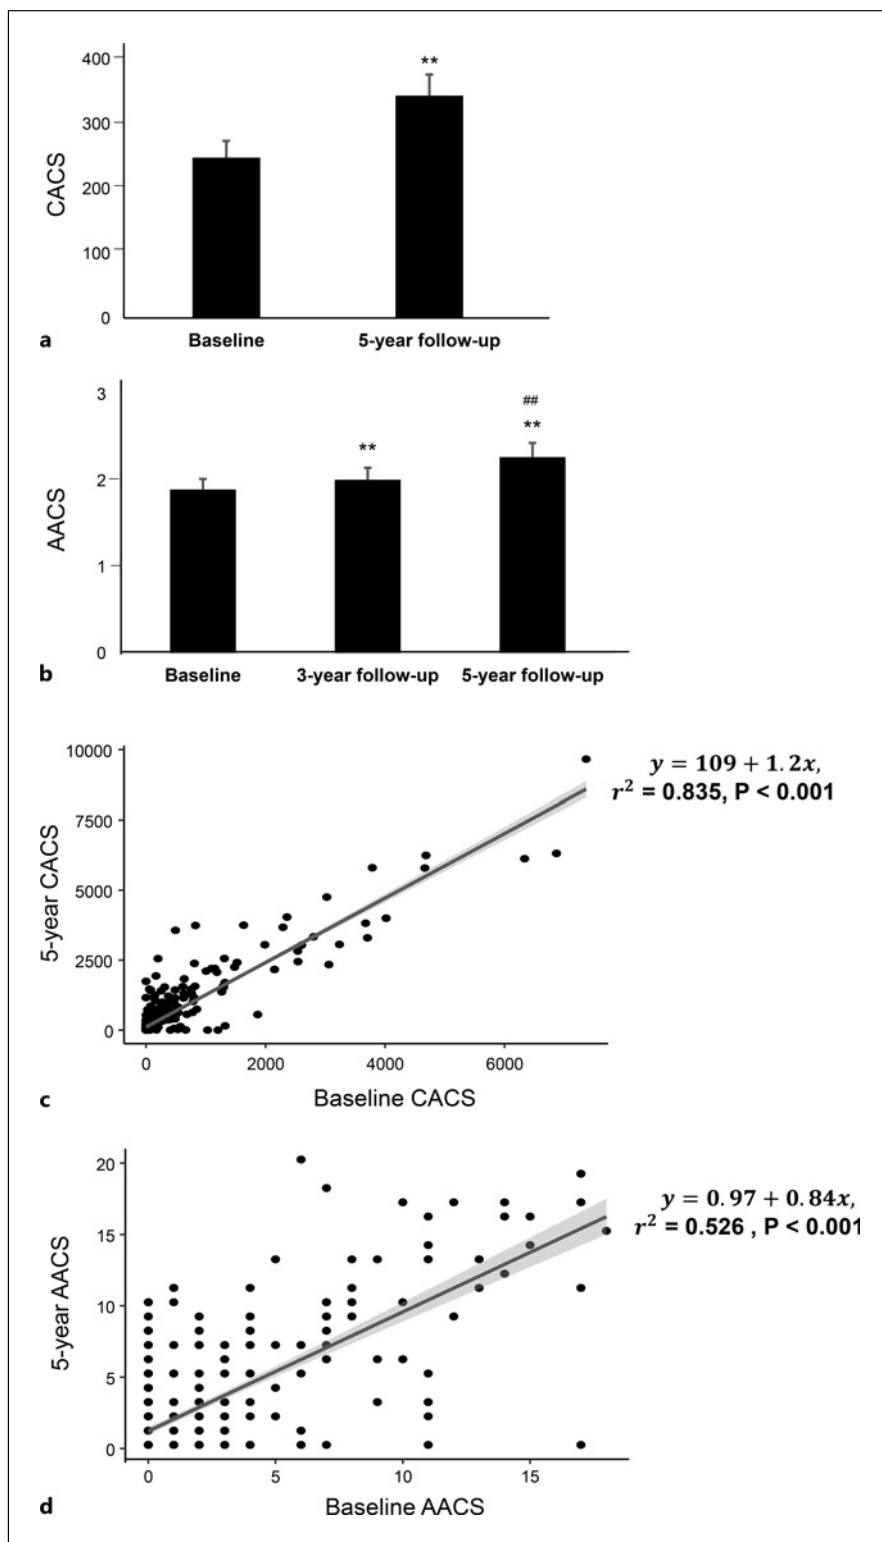 400
**
300
CACS
200
100
0
a
Baseline 5-year follow-up
3
##
**
**
2
AACS
1
0
b
Baseline 3-year follow-up 5-year follow-up
10000
y = 109 + 1.2x,
r² = 0.835, P < 0.001
7500
5-year CACS
5000
2500
0
0 2000 4000 6000
Baseline CACS
c
20
y = 0.97 + 0.84x,
r² = 0.526 , P < 0.001
15
5-year AACS
10
5
0
0 5 10 15
Baseline AACS
d